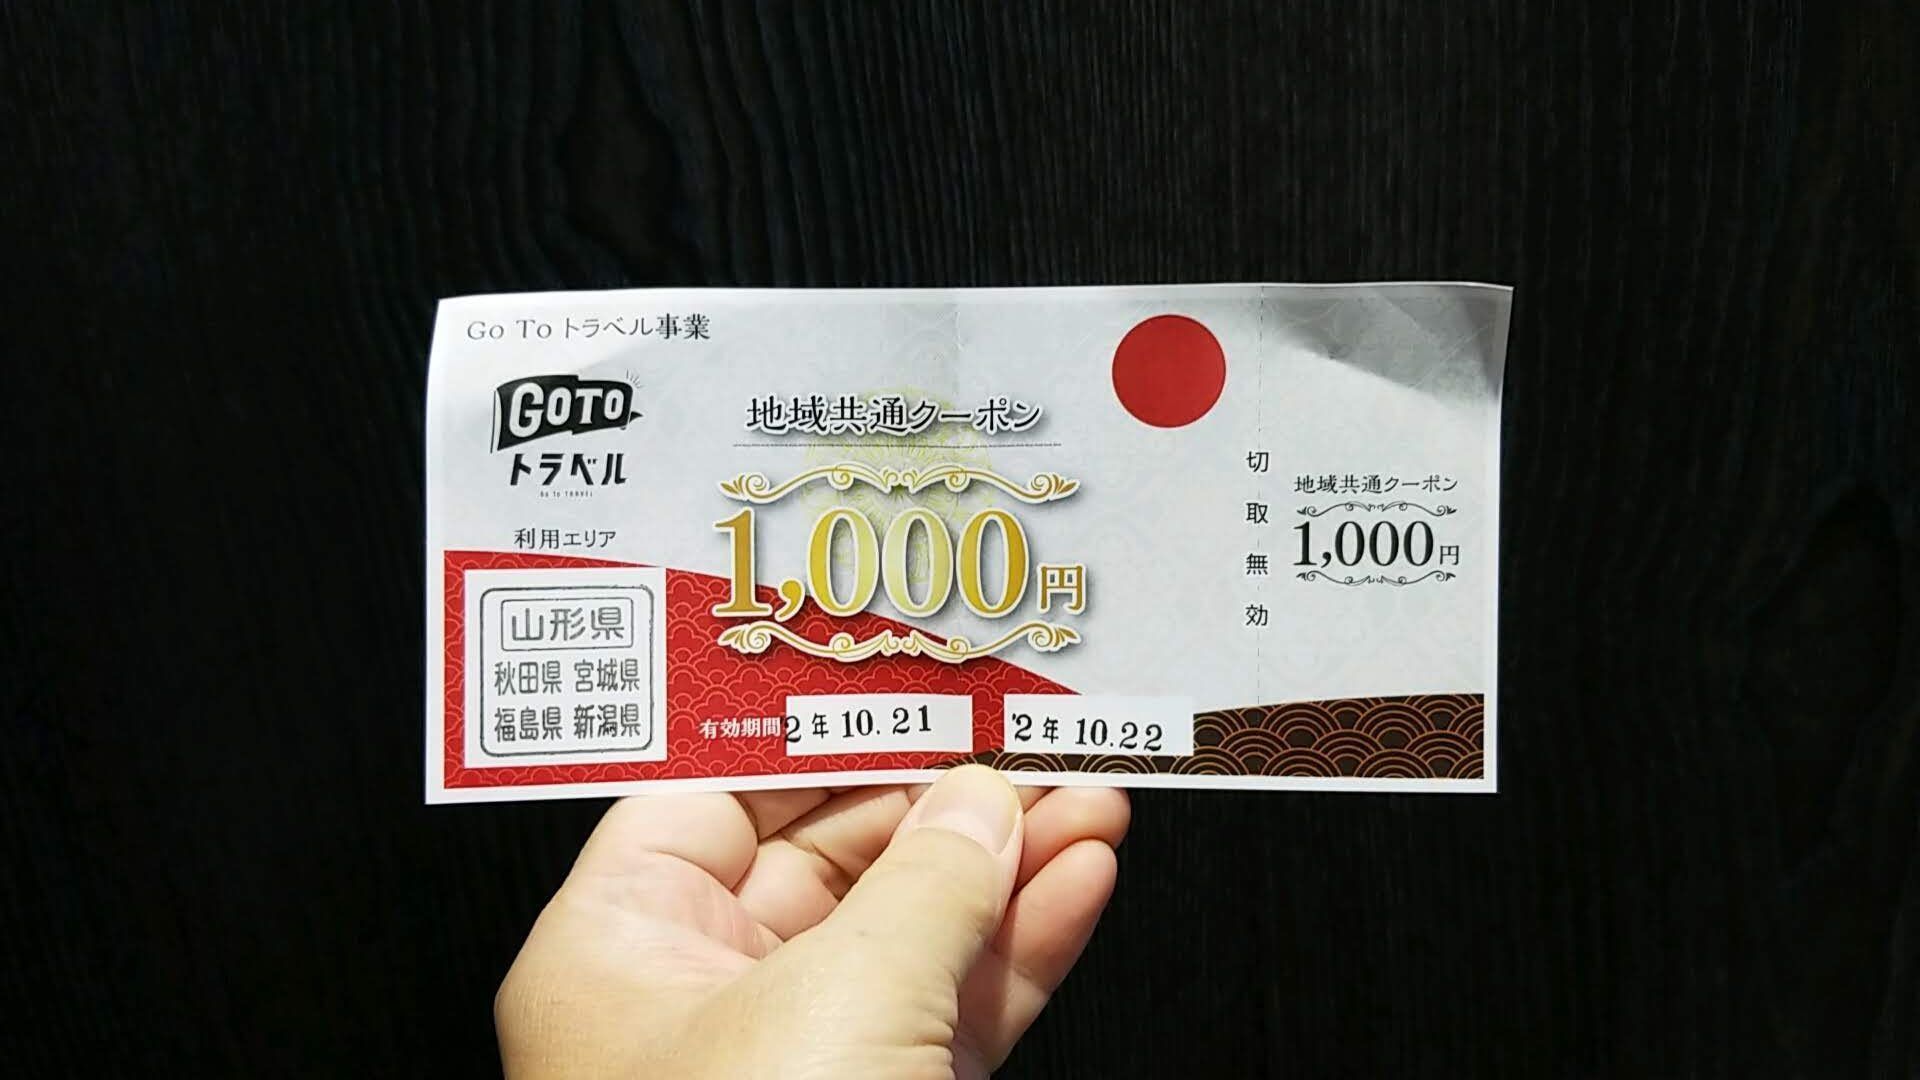 Go To トラベル事業
GOTO
トラベル
Go To TRAVEL
利用エリア
山形県
秋田県 宮城県
福島県 新潟県
地域共通クーポン
1,000円
有効期間 2年 10.21 '2年 10.22
切取無効
地域共通クーポン
1,000円